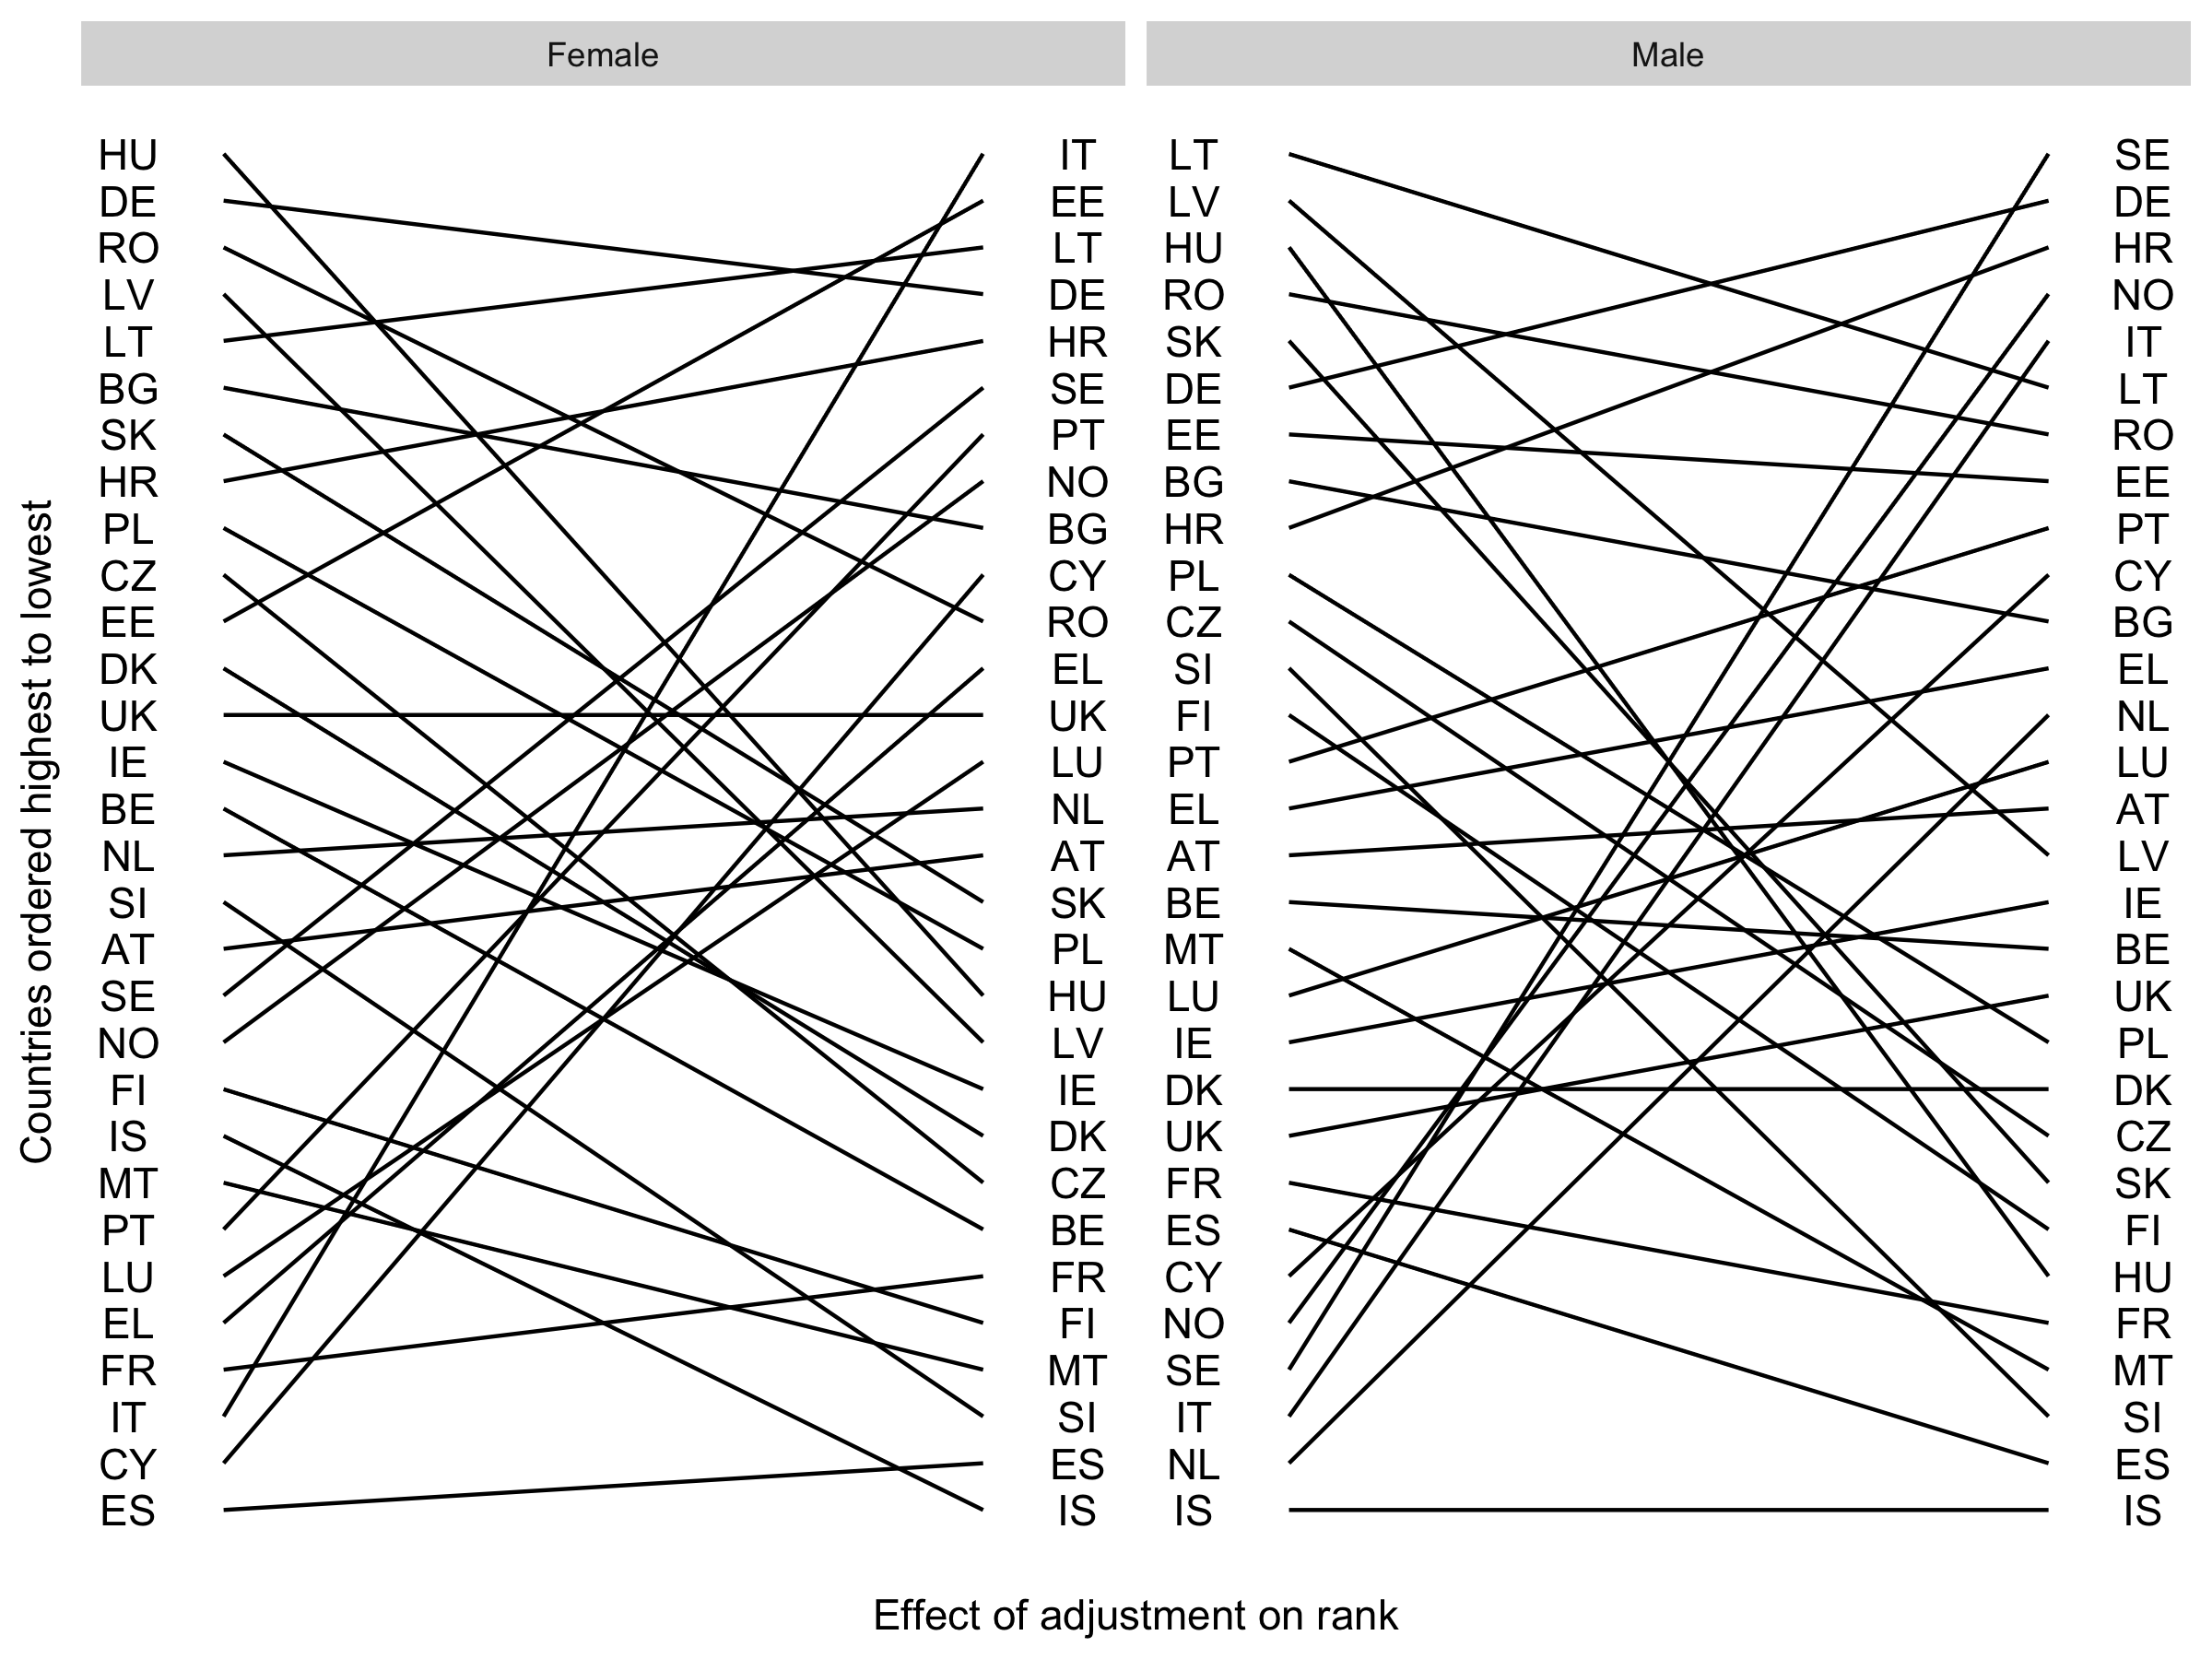 Female
Male
Countries ordered highest to lowest
HU IT LT SE
DE EE LV DE
RO LT HU HR
LV DE RO NO
LT HR SK IT
BG SE DE LT
SK PT EE RO
HR NO BG EE
PL BG HR PT
CZ CY PL CY
EE RO CZ BG
DK EL SI EL
UK UK FI NL
IE LU PT LU
BE NL EL AT
NL AT AT LV
SI SK BE IE
AT PL MT BE
SE HU LU UK
NO LV IE PL
FI IE DK DK
IS DK UK CZ
MT CZ FR SK
PT BE ES FI
LU FR CY HU
EL FI NO FR
FR MT SE MT
IT SI IT SI
CY ES NL ES
ES IS IS IS
Effect of adjustment on rank